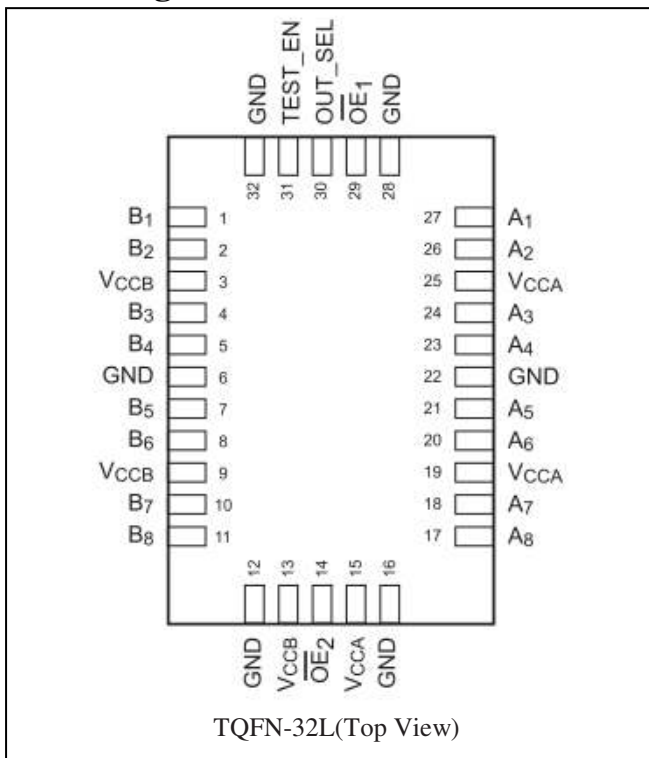 GND
TEST_EN
OUT_SEL
OE1
GND
32
31
30
29
28
B1 1 27 A1
B2 2 26 A2
VCCB 3 25 VCCA
B3 4 24 A3
B4 5 23 A4
GND 6 22 GND
B5 7 21 A5
B6 8 20 A6
VCCB 9 19 VCCA
B7 10 18 A7
B8 11 17 A8
12
13
14
15
16
GND
VCCB
OE2
VCCA
GND
TQFN-32L(Top View)